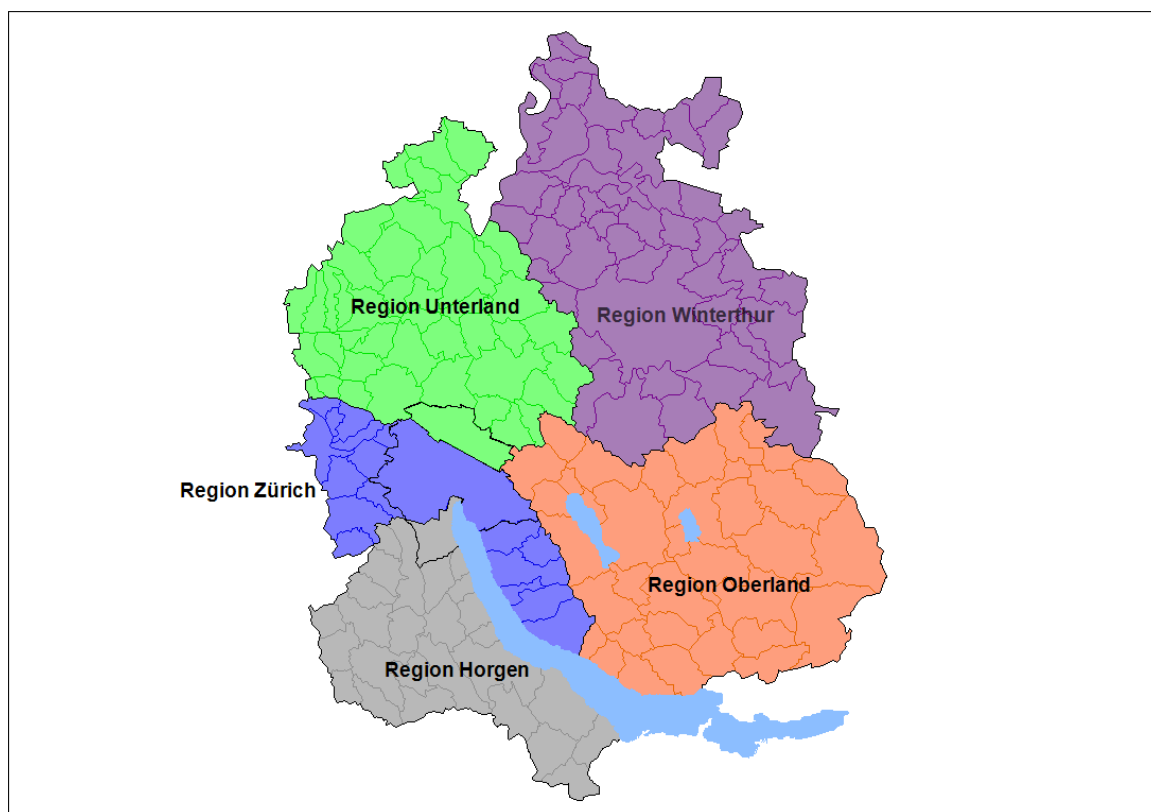 Region Unterland
Region Winterthur
Region Zürich
Region Oberland
Region Horgen